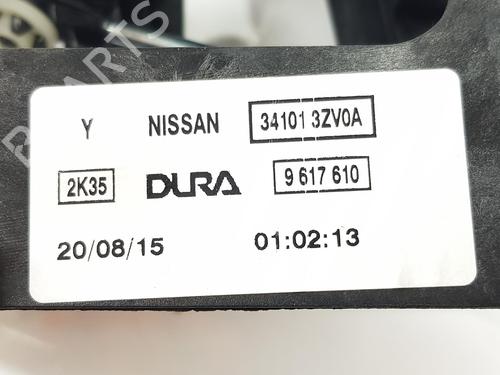 Y NISSAN 34101 3ZV0A
2K35 DURA 9 617 610
20/08/15 01:02:13